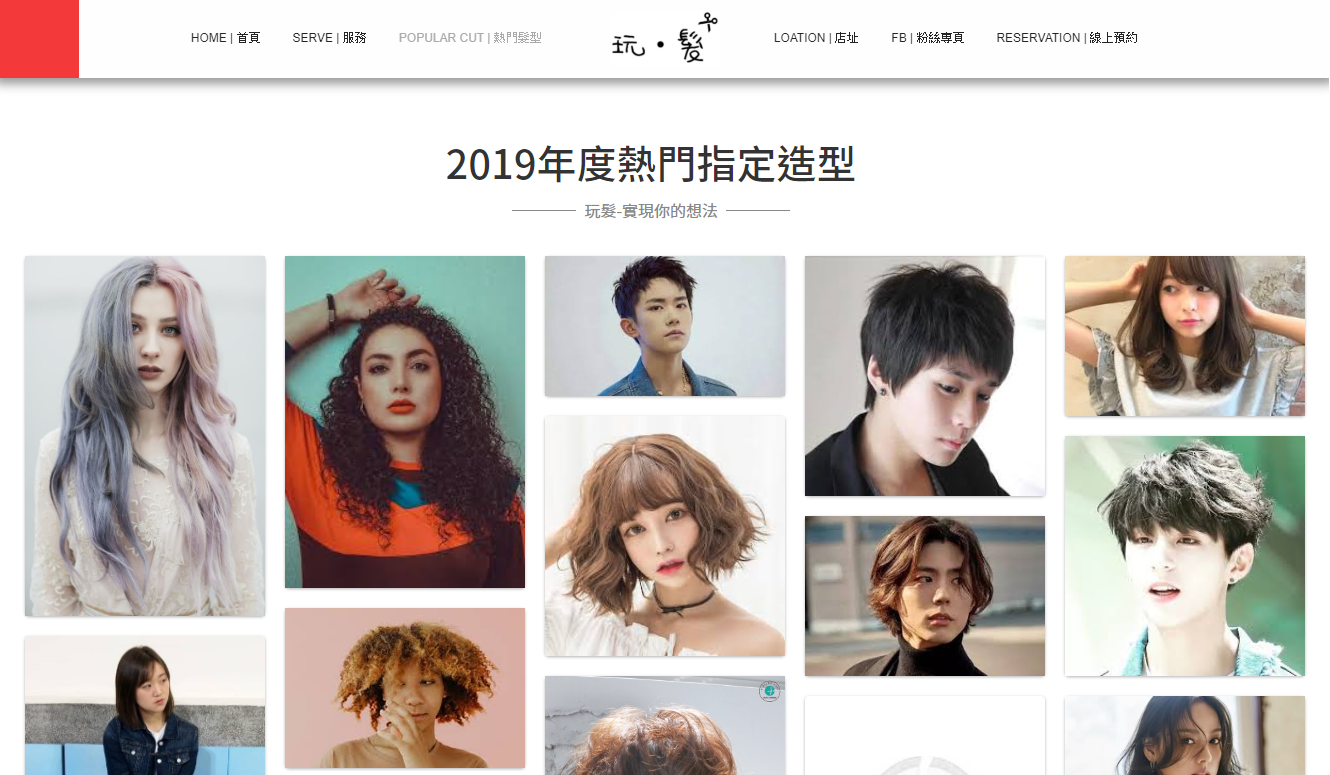 HOME | 首頁
SERVE | 服務
POPULAR CUT | 熱門髮型
玩·髮
LOATION | 店址
FB | 粉絲專頁
RESERVATION | 線上預約
2019年度熱門指定造型
玩髮-實現你的想法